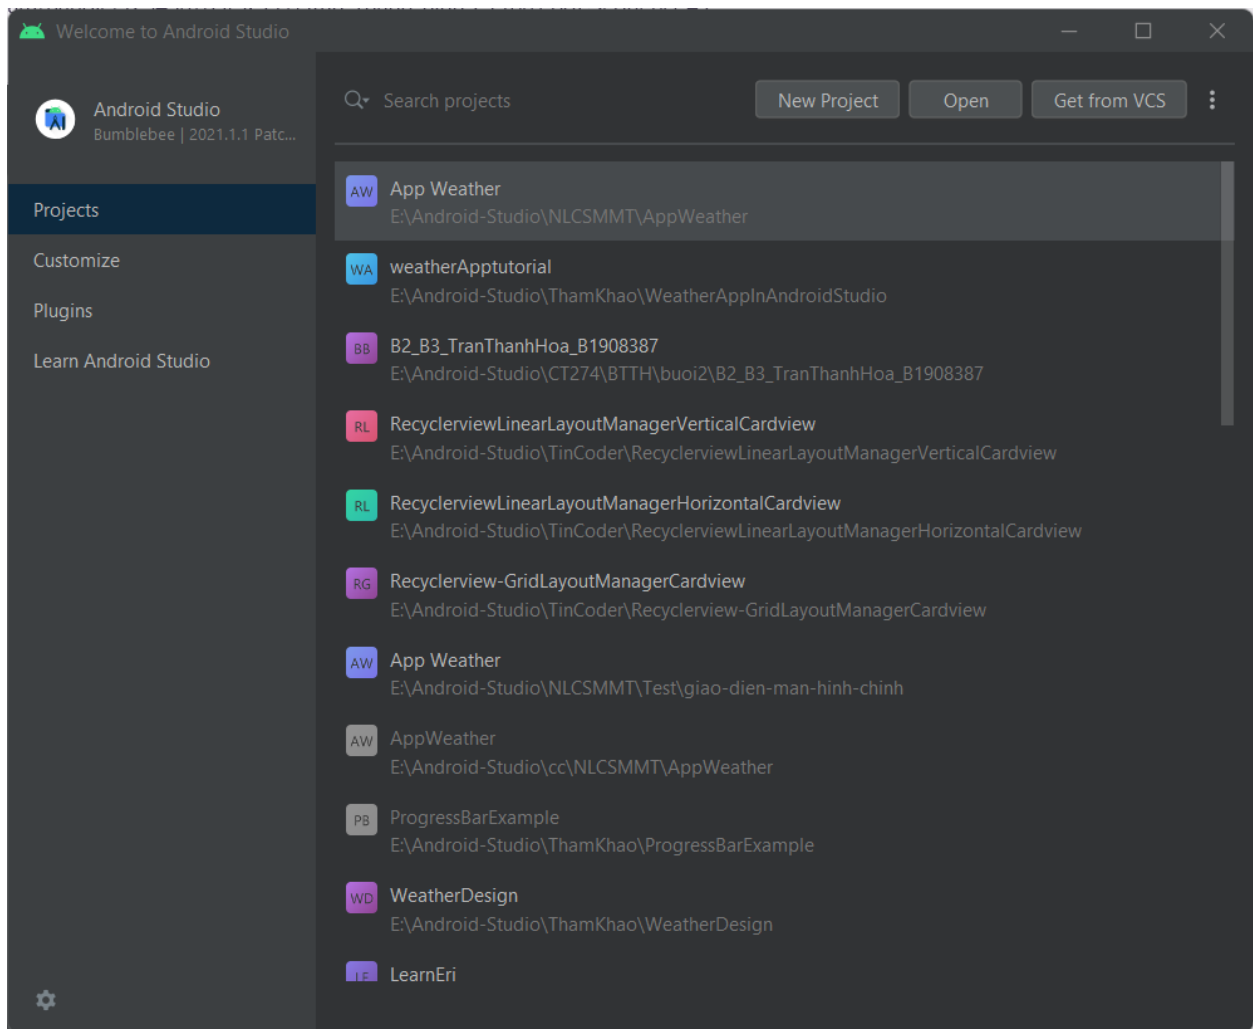 Welcome to Android Studio
Android Studio
Bumblebee | 2021.1.1 Patc...
Projects
Customize
Plugins
Learn Android Studio
Search projects
New Project
Open
Get from VCS
AW
App Weather
E:\Android-Studio\NLCSMMT\AppWeather
WA
weatherApptutorial
E:\Android-Studio\ThamKhao\WeatherAppInAndroidStudio
BB
B2_B3_TranThanhHoa_B1908387
E:\Android-Studio\CT274\BTTH\buoi2\B2_B3_TranThanhHoa_B1908387
RL
RecyclerviewLinearLayoutManagerVerticalCardview
E:\Android-Studio\TinCoder\RecyclerviewLinearLayoutManagerVerticalCardview
RL
RecyclerviewLinearLayoutManagerHorizontalCardview
E:\Android-Studio\TinCoder\RecyclerviewLinearLayoutManagerHorizontalCardview
RG
Recyclerview-GridLayoutManagerCardview
E:\Android-Studio\TinCoder\Recyclerview-GridLayoutManagerCardview
AW
App Weather
E:\Android-Studio\NLCSMMT\Test\giao-dien-man-hinh-chinh
AW
AppWeather
E:\Android-Studio\cc\NLCSMMT\AppWeather
PB
ProgressBarExample
E:\Android-Studio\ThamKhao\ProgressBarExample
WD
WeatherDesign
E:\Android-Studio\ThamKhao\WeatherDesign
LE
LearnEri